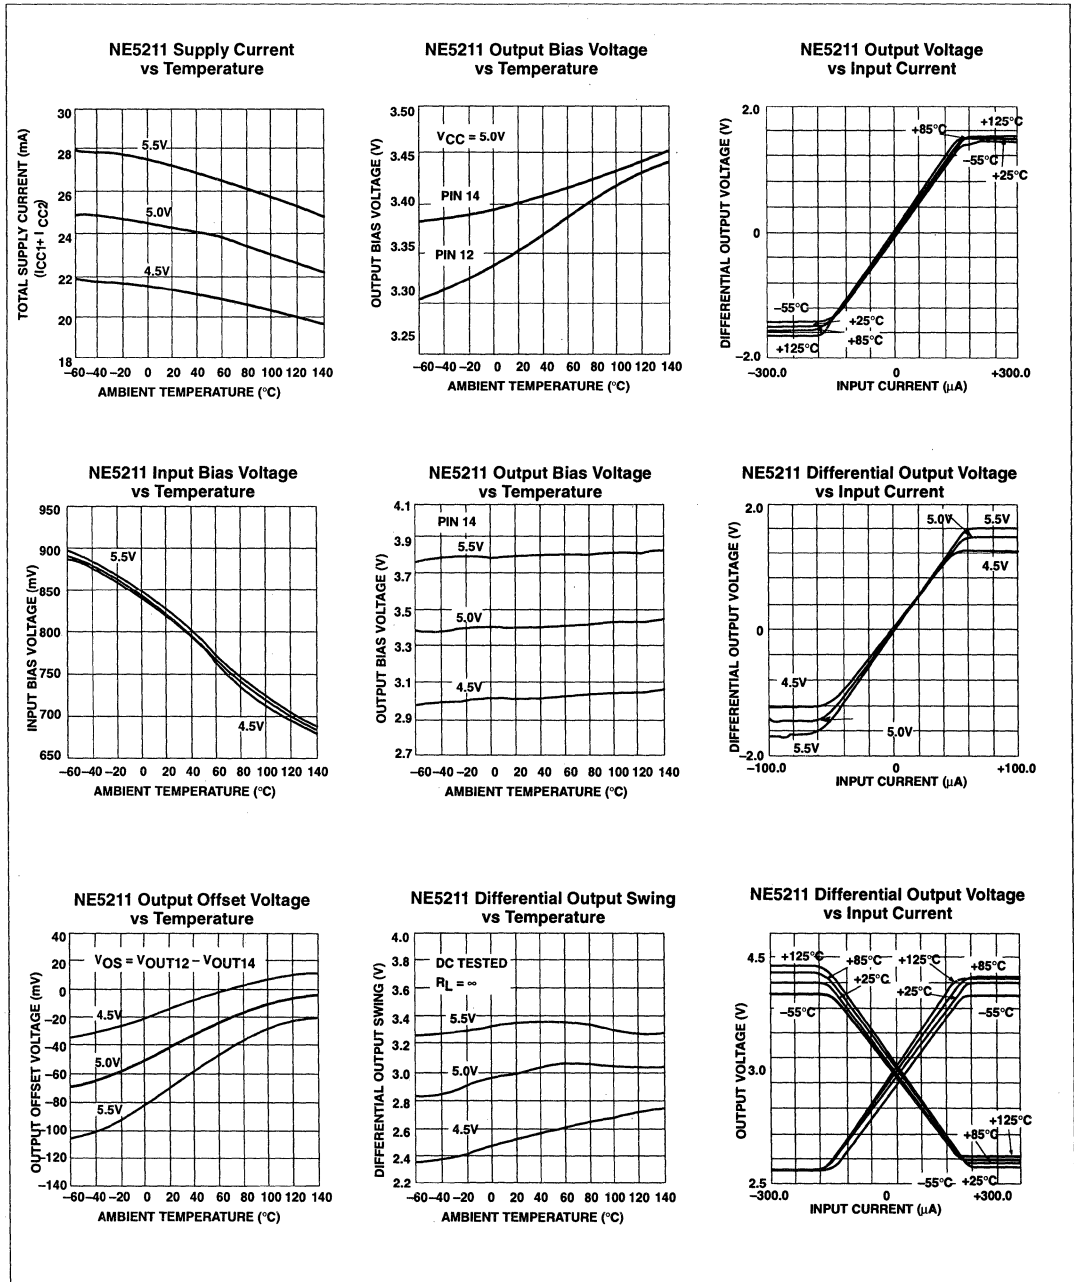 NE5211 Supply Current
vs Temperature
30
28
26
24
22
20
18
TOTAL SUPPLY CURRENT (mA)
(ICC1+ I CC2)
5.5V
5.0V
4.5V
–60 –40 –20 0 20 40 60 80 100 120 140
AMBIENT TEMPERATURE (°C)
NE5211 Output Bias Voltage
vs Temperature
3.50
3.45
3.40
3.35
3.30
3.25
OUTPUT BIAS VOLTAGE (V)
VCC = 5.0V
PIN 14
PIN 12
–60 –40 –20 0 20 40 60 80 100 120 140
AMBIENT TEMPERATURE (°C)
NE5211 Output Voltage
vs Input Current
2.0
0
–2.0
DIFFERENTIAL OUTPUT VOLTAGE (V)
+125°C
+85°C
–55°C
+25°C
–55°C
+25°C
+85°C
+125°C
–300.0 0 +300.0
INPUT CURRENT (μA)
NE5211 Input Bias Voltage
vs Temperature
950
900
850
800
750
700
650
INPUT BIAS VOLTAGE (mV)
5.5V
4.5V
–60 –40 –20 0 20 40 60 80 100 120 140
AMBIENT TEMPERATURE (°C)
NE5211 Output Bias Voltage
vs Temperature
4.1
3.9
3.7
3.5
3.3
3.1
2.9
2.7
OUTPUT BIAS VOLTAGE (V)
PIN 14
5.5V
5.0V
4.5V
–60 –40 –20 0 20 40 60 80 100 120 140
AMBIENT TEMPERATURE (°C)
NE5211 Differential Output Voltage
vs Input Current
2.0
0
–2.0
DIFFERENTIAL OUTPUT VOLTAGE (V)
5.0V 5.5V
4.5V
4.5V
5.0V
5.5V
–100.0 0 +100.0
INPUT CURRENT (μA)
NE5211 Output Offset Voltage
vs Temperature
40
20
0
–20
–40
–60
–80
–100
–120
–140
OUTPUT OFFSET VOLTAGE (mV)
VOS = VOUT12 – VOUT14
4.5V
5.0V
5.5V
–60 –40 –20 0 20 40 60 80 100 120 140
AMBIENT TEMPERATURE (°C)
NE5211 Differential Output Swing
vs Temperature
4.0
3.8
3.6
3.4
3.2
3.0
2.8
2.6
2.4
2.2
DIFFERENTIAL OUTPUT SWING (V)
DC TESTED
RL = ∞
5.5V
5.0V
4.5V
–60 –40 –20 0 20 40 60 80 100 120 140
AMBIENT TEMPERATURE (°C)
NE5211 Differential Output Voltage
vs Input Current
4.5
3.0
2.5
OUTPUT VOLTAGE (V)
+125°C +85°C +125°C +85°C
+25°C +25°C
–55°C –55°C
+125°C
+85°C
–55°C +25°C
–300.0 0 +300.0
INPUT CURRENT (μA)